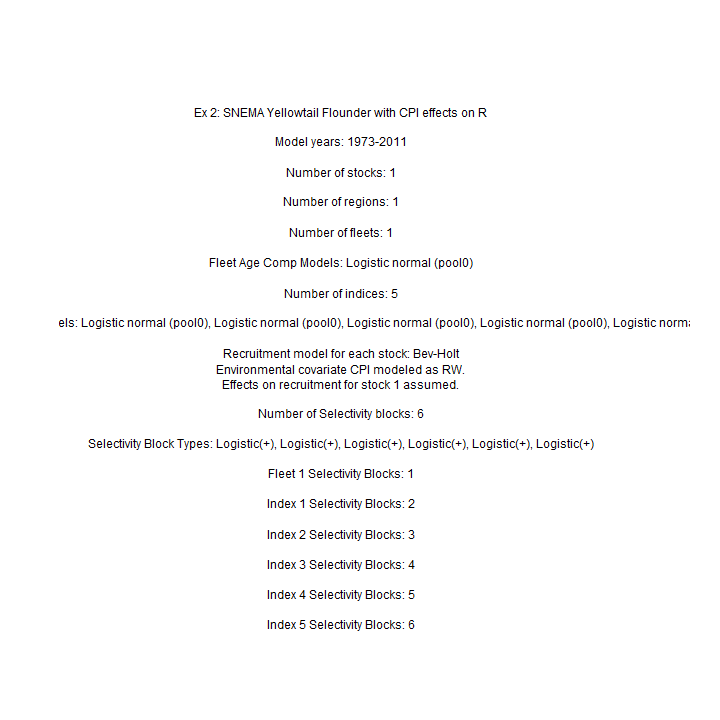 Ex 2: SNEMA Yellowtail Flounder with CPI effects on R
Model years: 1973-2011
Number of stocks: 1
Number of regions: 1
Number of fleets: 1
Fleet Age Comp Models: Logistic normal (pool0)
Number of indices: 5
els: Logistic normal (pool0), Logistic normal (pool0), Logistic normal (pool0), Logistic normal (pool0), Logistic norm
Recruitment model for each stock: Bev-Holt
Environmental covariate CPI modeled as RW.
Effects on recruitment for stock 1 assumed.
Number of Selectivity blocks: 6
Selectivity Block Types: Logistic(+), Logistic(+), Logistic(+), Logistic(+), Logistic(+), Logistic(+)
Fleet 1 Selectivity Blocks: 1
Index 1 Selectivity Blocks: 2
Index 2 Selectivity Blocks: 3
Index 3 Selectivity Blocks: 4
Index 4 Selectivity Blocks: 5
Index 5 Selectivity Blocks: 6